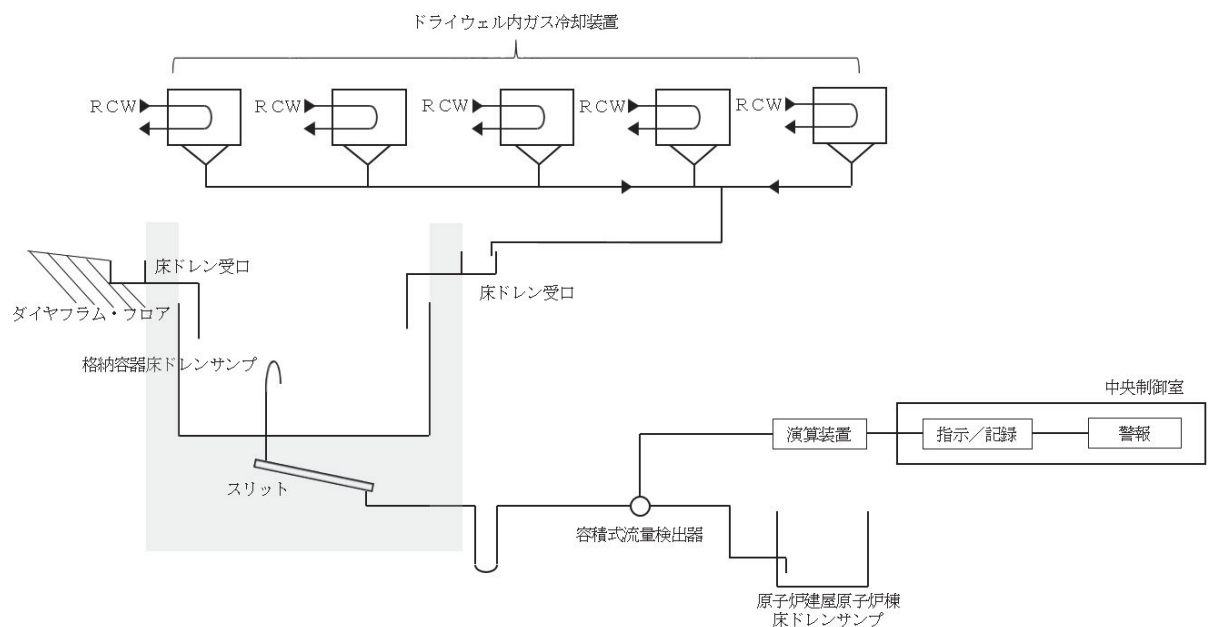 ドライウェル内ガス冷却装置
RCW
RCW
RCW
RCW
RCW
床ドレン受口
床ドレン受口
ダイヤフラム・フロア
格納容器床ドレンサンプ
中央制御室
演算装置
指示/記録
警報
スリット
容積式流量検出器
原子炉建屋原子炉棟
床ドレンサンプ